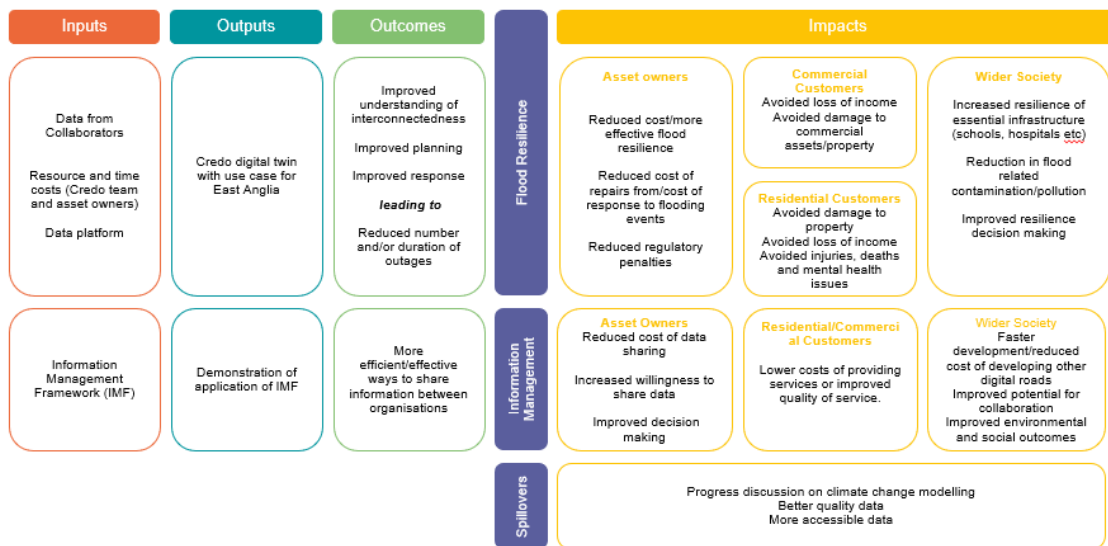 Inputs
Outputs
Outcomes
Impacts
Data from
Collaborators
Resource and time
costs (Credo team
and asset owners)
Data platform
Credo digital twin
with use case for
East Anglia
Improved
understanding of
interconnectedness
Improved planning
Improved response
leading to
Reduced number
and/or duration of
outages
Flood Resilience
Asset owners
Reduced cost/more
effective flood
resilience
Reduced cost of
repairs from/cost of
response to flooding
events
Reduced regulatory
penalties
Commercial
Customers
Avoided loss of income
Avoided damage to
commercial
assets/property
Residential Customers
Avoided damage to
property
Avoided loss of income
Avoided injuries, deaths
and mental health
issues
Wider Society
Increased resilience of
essential infrastructure
(schools, hospitals etc)
Reduction in flood
related
contamination/pollution
Improved resilience
decision making
Information
Management
Framework (IMF)
Demonstration of
application of IMF
More
efficient/effective
ways to share
information between
organisations
Information
Management
Asset Owners
Reduced cost of data
sharing
Increased willingness to
share data
Improved decision
making
Residential/Commerci
al Customers
Lower costs of providing
services or improved
quality of service.
Wider Society
Faster
development/reduced
cost of developing other
digital roads
Improved potential for
collaboration
Improved environmental
and social outcomes
Spillovers
Progress discussion on climate change modelling
Better quality data
More accessible data